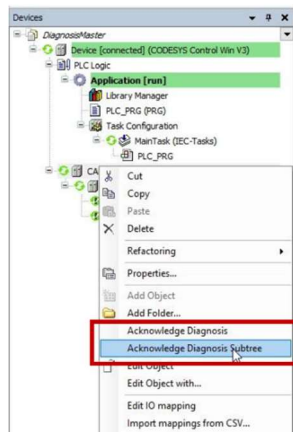 Devices
DiagnosisMaster
Device [connected] (CODESYS Control Win V3)
PLC Logic
Application [run]
Library Manager
PLC_PRG (PRG)
Task Configuration
MainTask (IEC-Tasks)
PLC_PRG
CA
Cut
Copy
Paste
Delete
Refactoring
Properties...
Add Object
Add Folder...
Acknowledge Diagnosis
Acknowledge Diagnosis Subtree
Edit Object
Edit Object with...
Edit IO mapping
Import mappings from CSV...